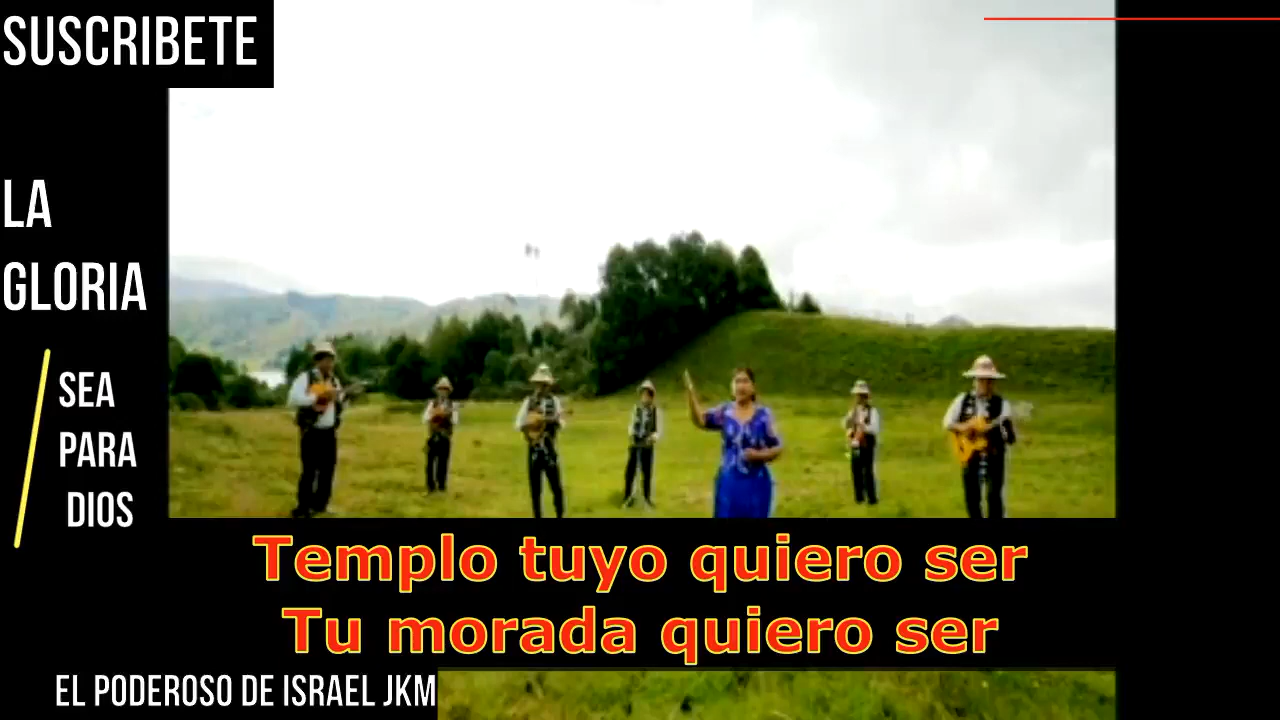 SUSCRIBETE
LA
GLORIA
SEA
PARA
DIOS
Templo tuyo quiero ser
Tu morada quiero ser
EL PODEROSO DE ISRAEL JKM